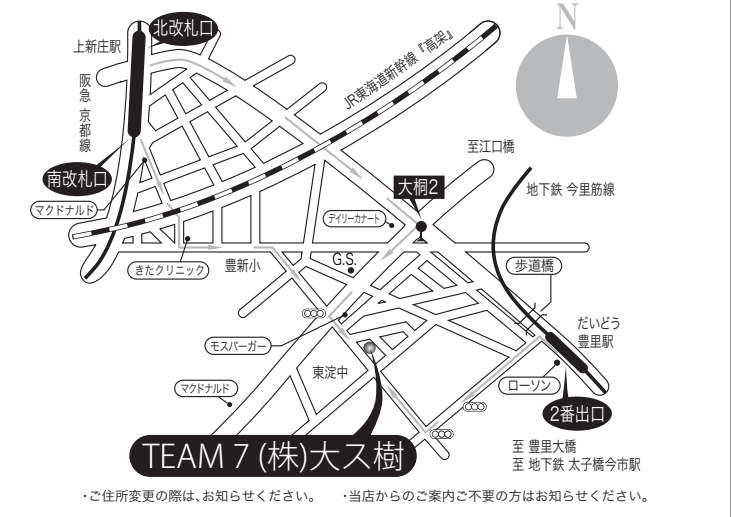 N
北改札口
上新庄駅
阪急 京都線
JR東海道新幹線『高架』
南改札口
マクドナルド
至江口橋
大桐2
地下鉄 今里筋線
デイリーカナート
きたクリニック
豊新小
G.S.
歩道橋
モスバーガー
だいどう
豊里駅
東淀中
マクドナルド
ローソン
2番出口
TEAM 7 (株)大ス樹
至 豊里大橋
至 地下鉄 太子橋今市駅
・ご住所変更の際は、お知らせください。 ・当店からのご案内ご不要の方はお知らせください。